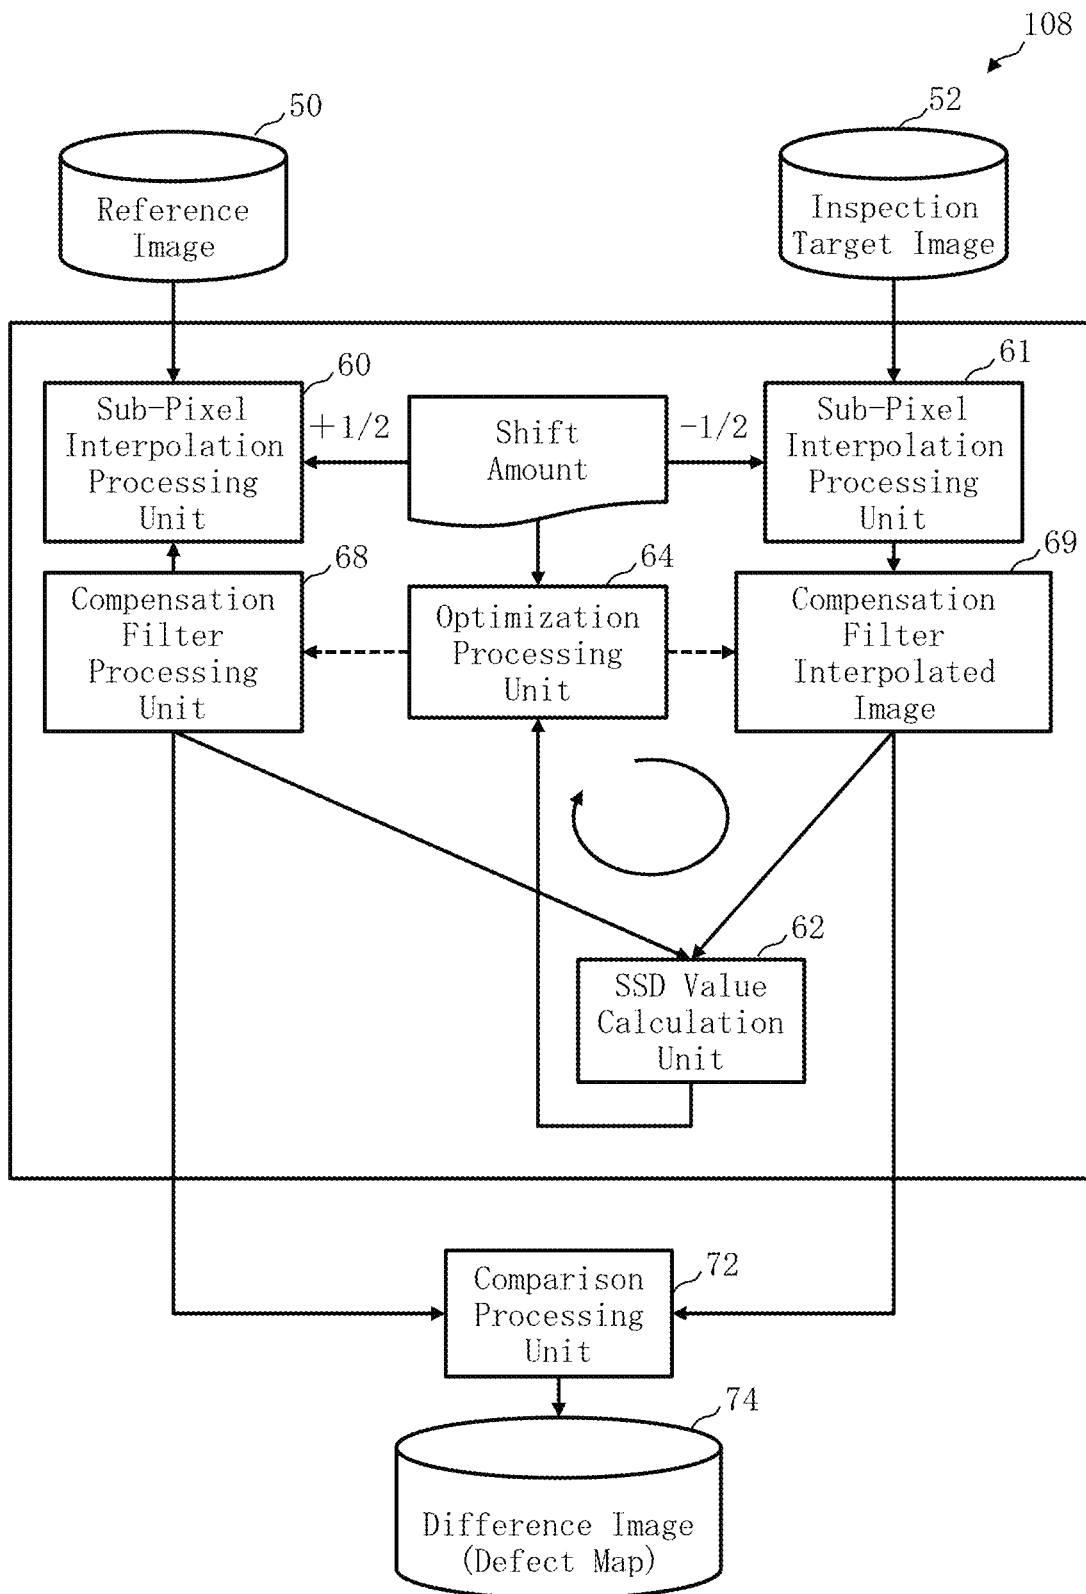 108
50
52
Reference
Image
Inspection
Target Image
60
61
Sub-Pixel
Interpolation
Processing
Unit
+1/2
Shift
Amount
-1/2
Sub-Pixel
Interpolation
Processing
Unit
68
64
69
Compensation
Filter
Processing
Unit
Optimization
Processing
Unit
Compensation
Filter
Interpolated
Image
62
SSD Value
Calculation
Unit
72
Comparison
Processing
Unit
74
Difference Image
(Defect Map)